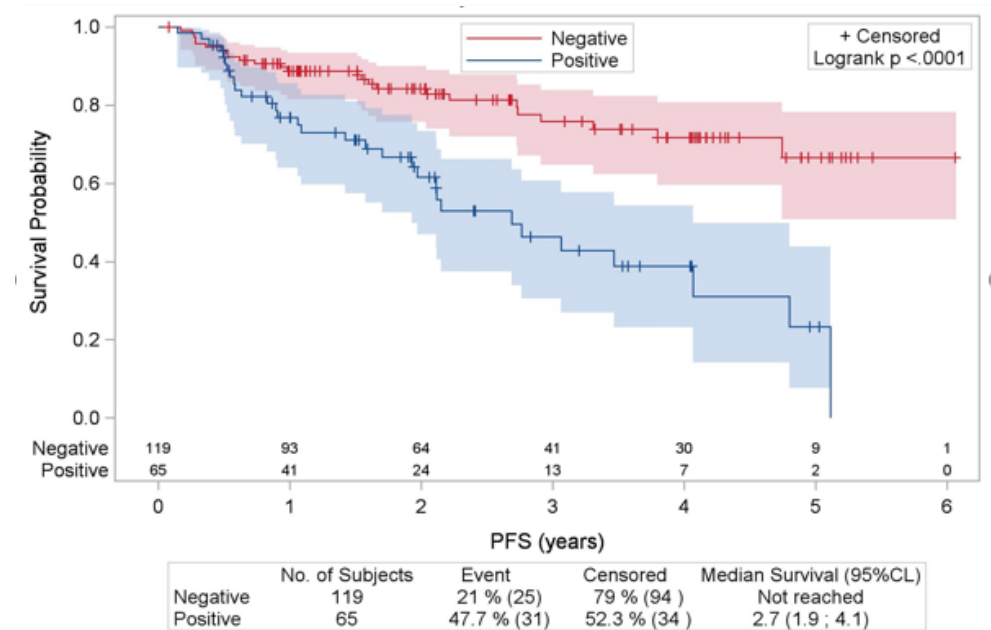 1.0
0.8
0.6
0.4
0.2
0.0
Survival Probability
Negative
Positive
+ Censored
Logrank p <.0001
Negative 119 93 64 41 30 9 1
Positive 65 41 24 13 7 2 0
0 1 2 3 4 5 6
PFS (years)
No. of Subjects Event Censored Median Survival (95%CL)
Negative 119 21 % (25) 79 % (94 ) Not reached
Positive 65 47.7 % (31) 52.3 % (34 ) 2.7 (1.9 ; 4.1)